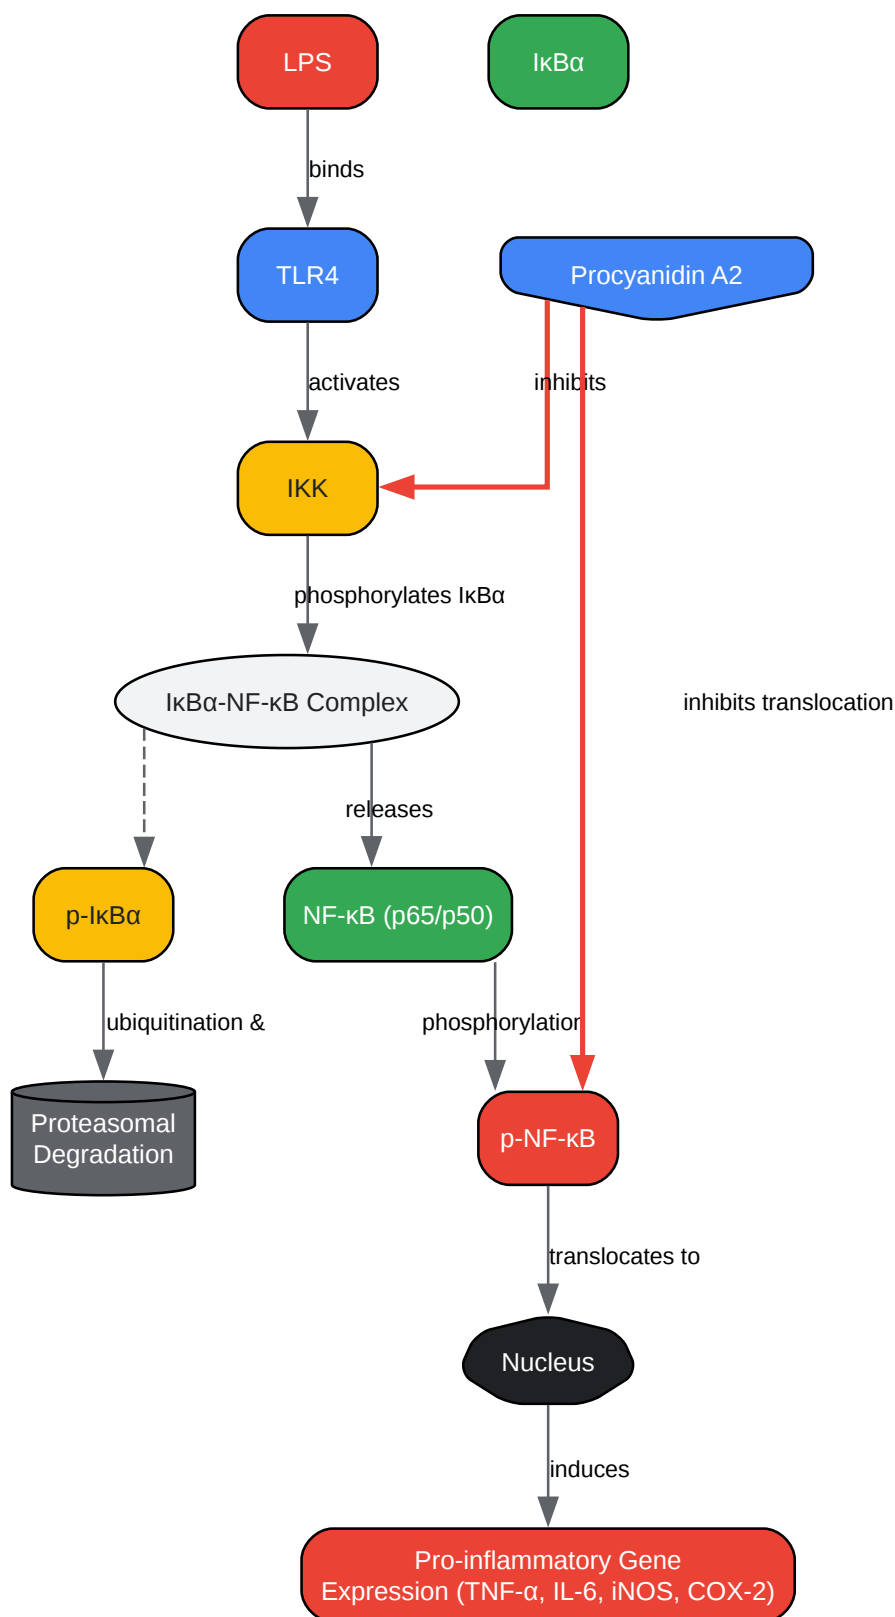 LPS
IκBα
binds
TLR4
Procyanidin A2
activates
inhibits
IKK
phosphorylates IκBα
IκBα-NF-κB Complex
inhibits translocation
releases
p-IκBα
NF-κB (p65/p50)
ubiquitination &
phosphorylation
Proteasomal
Degradation
p-NF-κB
translocates to
Nucleus
induces
Pro-inflammatory Gene
Expression (TNF-α, IL-6, iNOS, COX-2)